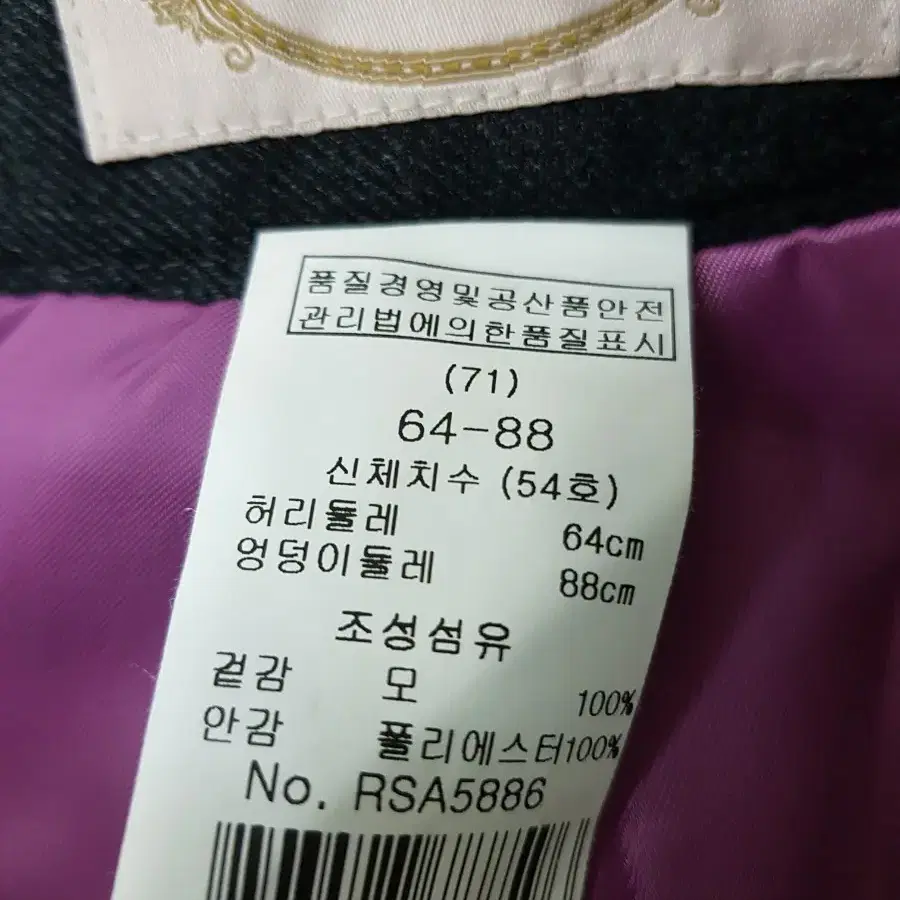 품질경영및공산품안전
관리법에의한품질표시
(71)
64-88
신체치수 (54호)
허리둘레 64cm
엉덩이둘레 88cm
조성섬유
겉감 모 100%
안감 폴리에스터100%
No. RSA5886